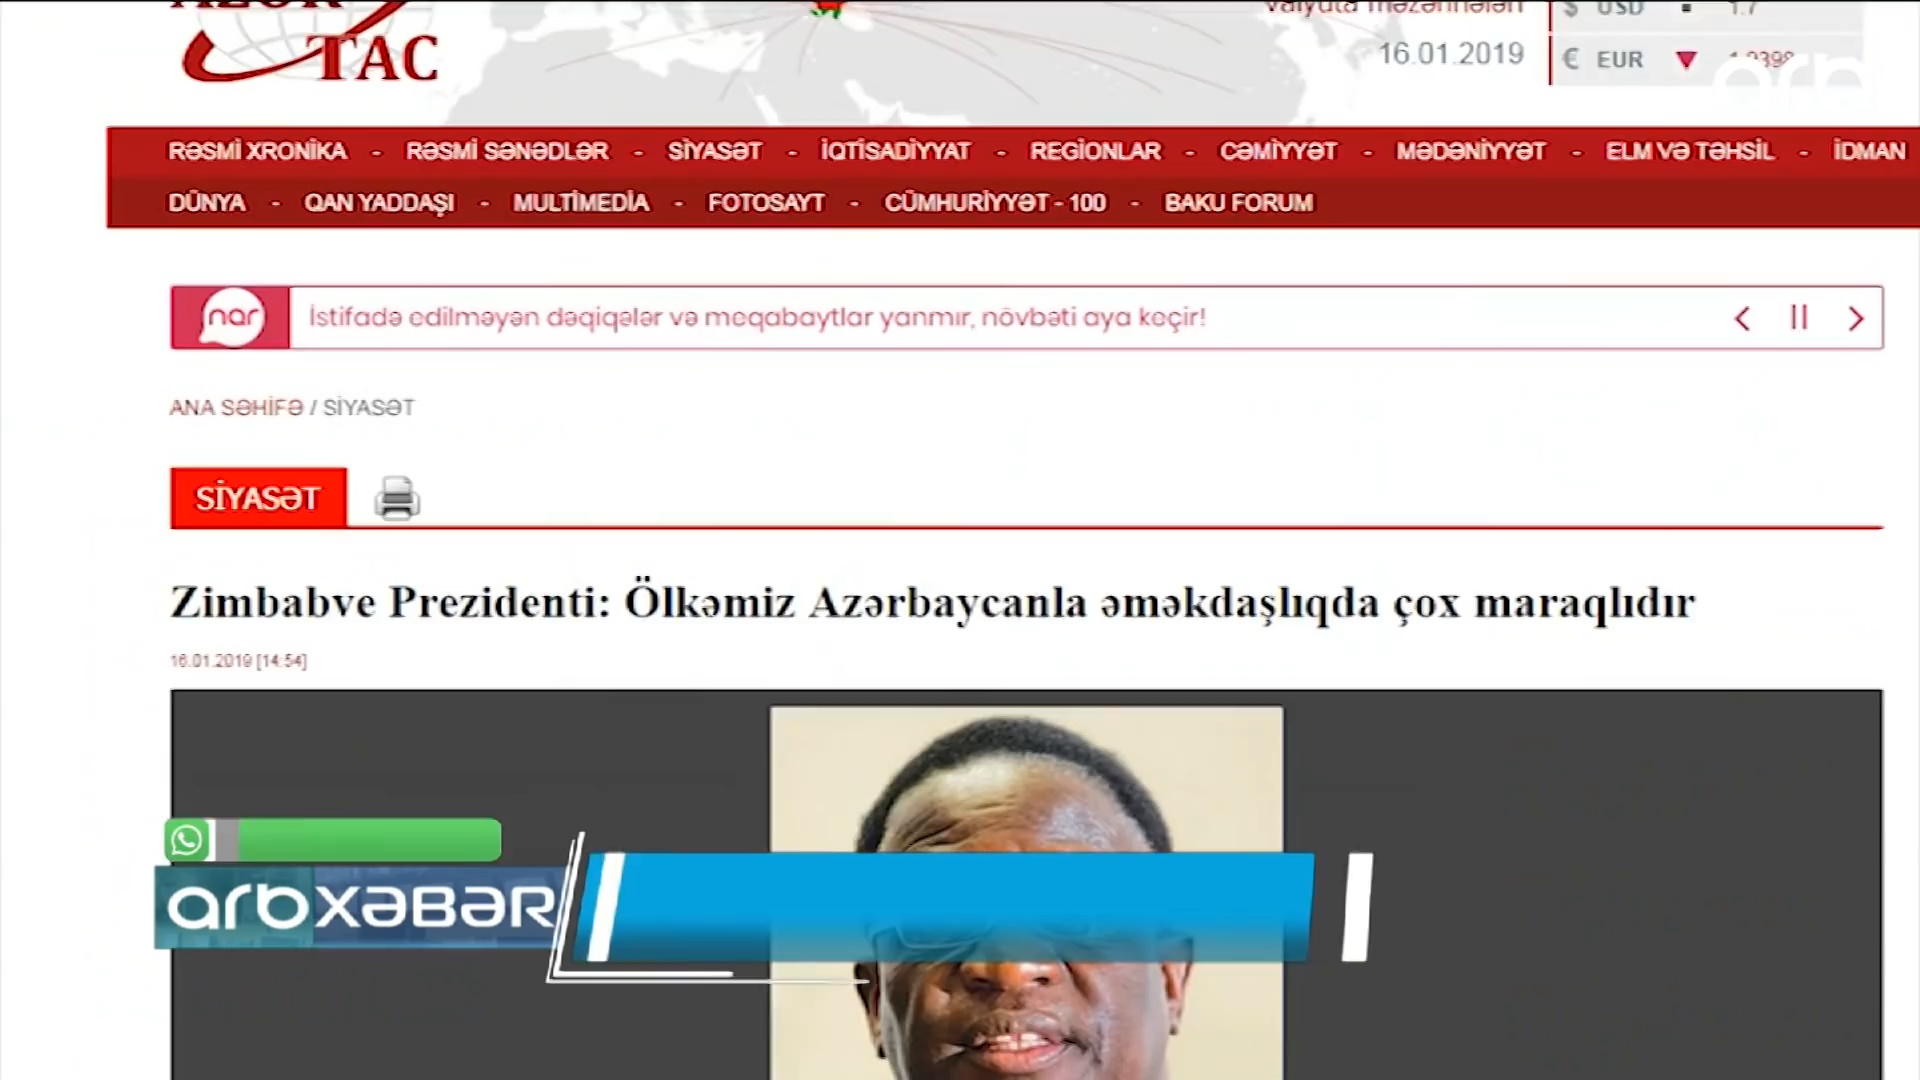 TAC
16.01.2019
$ USD 1.7
€ EUR
RƏSMİ XRONİKA - RƏSMİ SƏNƏDLƏR - SİYASƏT - İQTİSADİYYAT - REGİONLAR - CƏMİYYƏT - MƏDƏNİYYƏT - ELM VƏ TƏHSİL - İDMAN
DÜNYA - QAN YADDAŞI - MULTİMEDİA - FOTOSAYT - CÜMHURİYYƏT - 100 - BAKU FORUM
nar İstifadə edilməyən dəqiqələr və meqabaytlar yanmır, növbəti aya keçir!
ANA SƏHİFƏ / SİYASƏT
SİYASƏT
Zimbabve Prezidenti: Ölkəmiz Azərbaycanla əməkdaşlıqda çox maraqlıdır
16.01.2019 [14:54]
arbXƏBƏR